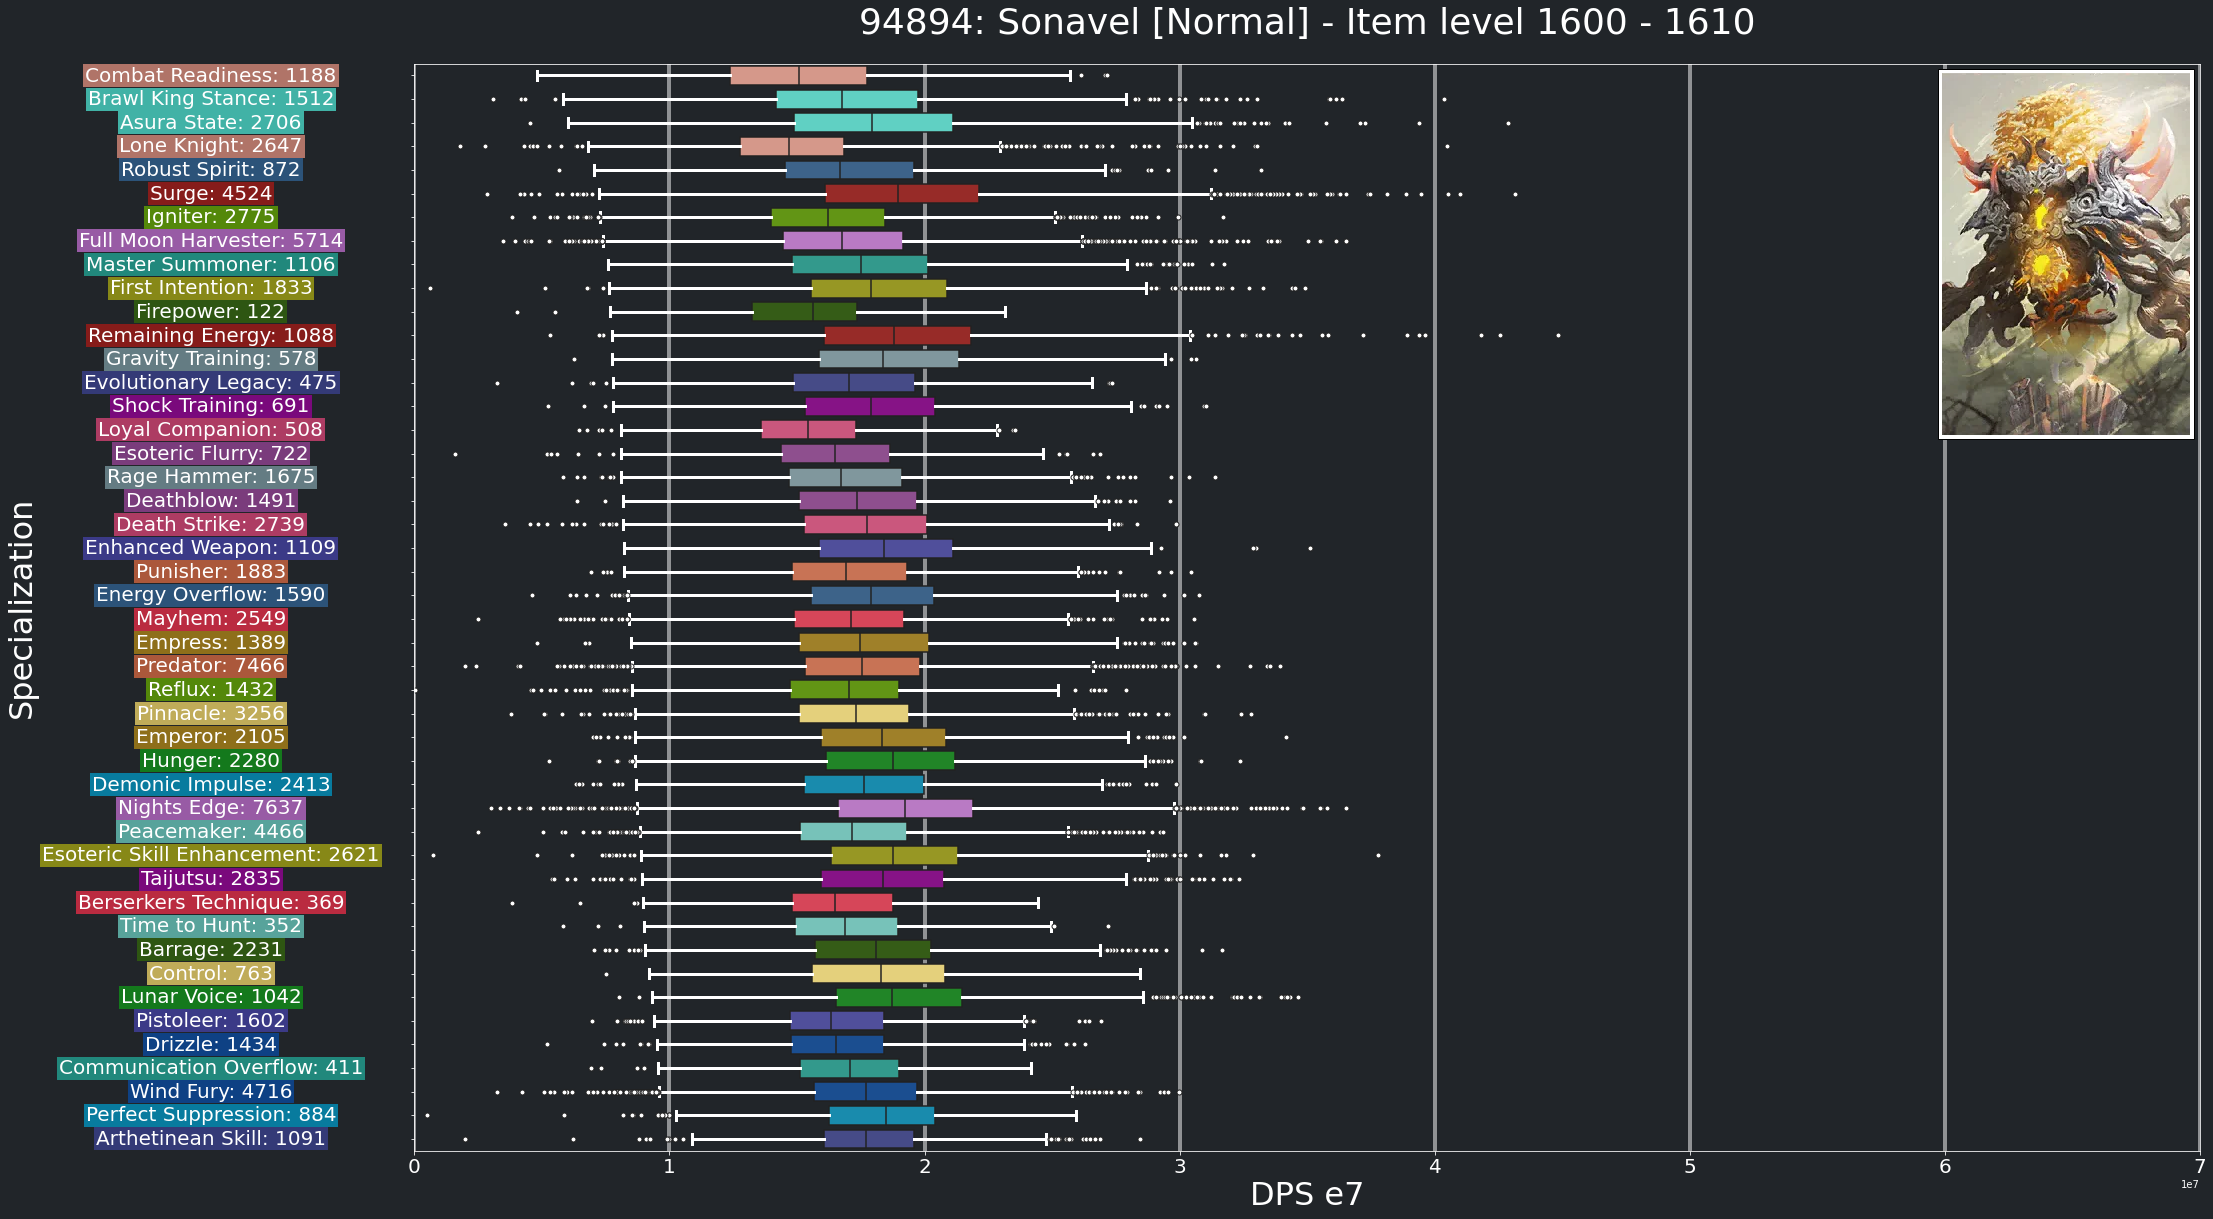 94894: Sonavel [Normal] - Item level 1600 - 1610
Specialization
Combat Readiness: 1188
Brawl King Stance: 1512
Asura State: 2706
Lone Knight: 2647
Robust Spirit: 872
Surge: 4524
Igniter: 2775
Full Moon Harvester: 5714
Master Summoner: 1106
First Intention: 1833
Firepower: 122
Remaining Energy: 1088
Gravity Training: 578
Evolutionary Legacy: 475
Shock Training: 691
Loyal Companion: 508
Esoteric Flurry: 722
Rage Hammer: 1675
Deathblow: 1491
Death Strike: 2739
Enhanced Weapon: 1109
Punisher: 1883
Energy Overflow: 1590
Mayhem: 2549
Empress: 1389
Predator: 7466
Reflux: 1432
Pinnacle: 3256
Emperor: 2105
Hunger: 2280
Demonic Impulse: 2413
Nights Edge: 7637
Peacemaker: 4466
Esoteric Skill Enhancement: 2621
Taijutsu: 2835
Berserkers Technique: 369
Time to Hunt: 352
Barrage: 2231
Control: 763
Lunar Voice: 1042
Pistoleer: 1602
Drizzle: 1434
Communication Overflow: 411
Wind Fury: 4716
Perfect Suppression: 884
Arthetinean Skill: 1091
0 1 2 3 4 5 6 7
1e7
DPS e7